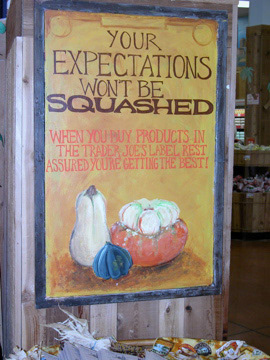 YOUR
EXPECTATIONS
WON'T BE
SQUASHED
WHEN YOU BUY PRODUCTS IN
THE TRADER JOE'S LABEL REST
ASSURED YOU'RE GETTING THE BEST!